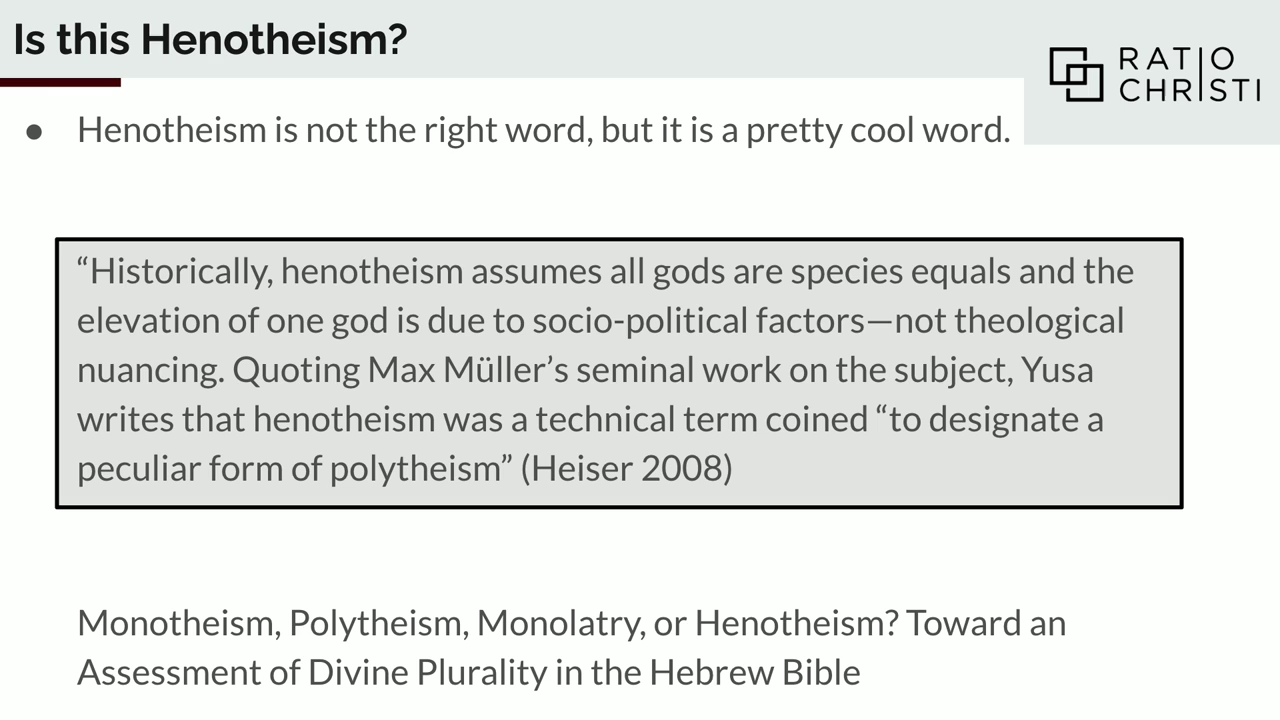 Is this Henotheism?
RATIO
CHRISTI
● Henotheism is not the right word, but it is a pretty cool word.
“Historically, henotheism assumes all gods are species equals and the
elevation of one god is due to socio-political factors—not theological
nuancing. Quoting Max Müller’s seminal work on the subject, Yusa
writes that henotheism was a technical term coined “to designate a
peculiar form of polytheism” (Heiser 2008)
Monotheism, Polytheism, Monolatry, or Henotheism? Toward an
Assessment of Divine Plurality in the Hebrew Bible